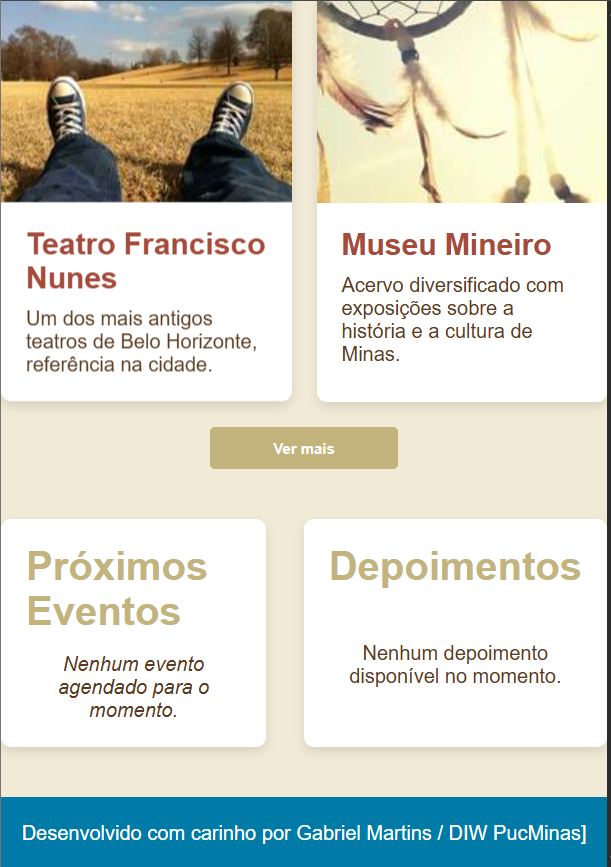 Teatro Francisco
Nunes
Um dos mais antigos
teatros de Belo Horizonte,
referência na cidade.
Museu Mineiro
Acervo diversificado com
exposições sobre a
história e a cultura de
Minas.
Ver mais
Próximos
Eventos
Nenhum evento
agendado para o
momento.
Depoimentos
Nenhum depoimento
disponível no momento.
Desenvolvido com carinho por Gabriel Martins / DIW PucMinas]